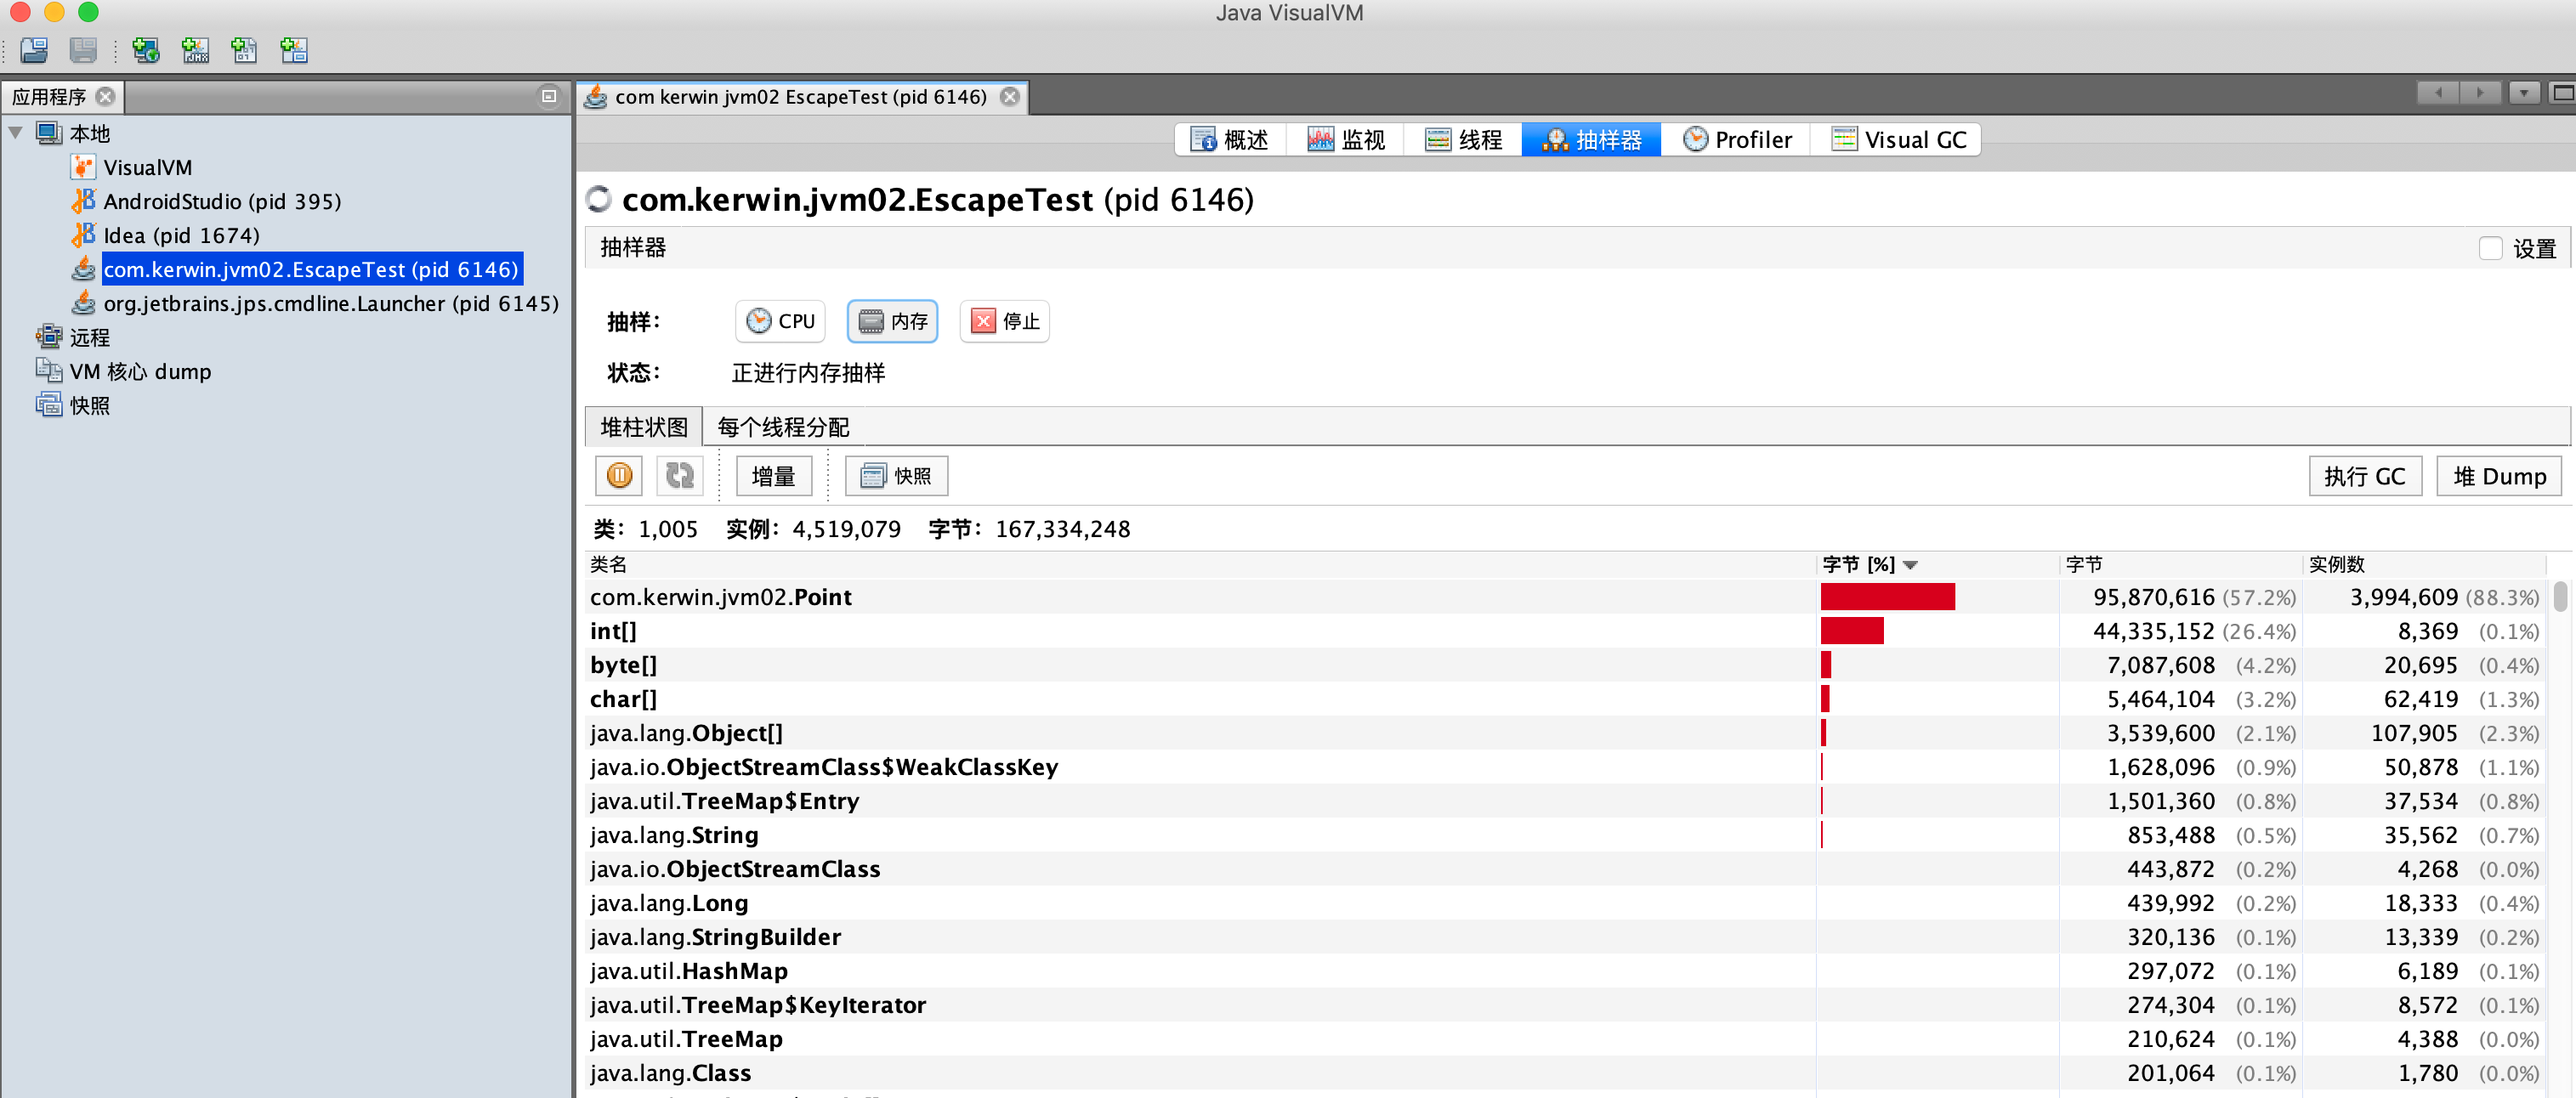 Java VisualVM
应用程序
com kerwin jvm02 EscapeTest (pid 6146)
本地
VisualVM
AndroidStudio (pid 395)
Idea (pid 1674)
com.kerwin.jvm02.EscapeTest (pid 6146)
org.jetbrains.jps.cmdline.Launcher (pid 6145)
远程
VM 核心 dump
快照
概述 监视 线程 抽样器 Profiler Visual GC
com.kerwin.jvm02.EscapeTest (pid 6146)
抽样器 设置
抽样： CPU 内存 停止
状态： 正进行内存抽样
堆柱状图 每个线程分配
增量 快照 执行 GC 堆 Dump
类： 1,005 实例： 4,519,079 字节： 167,334,248
类名 字节 [%] 字节 实例数
com.kerwin.jvm02.Point 95,870,616 (57.2%) 3,994,609 (88.3%)
int[] 44,335,152 (26.4%) 8,369 (0.1%)
byte[] 7,087,608 (4.2%) 20,695 (0.4%)
char[] 5,464,104 (3.2%) 62,419 (1.3%)
java.lang.Object[] 3,539,600 (2.1%) 107,905 (2.3%)
java.io.ObjectStreamClass$WeakClassKey 1,628,096 (0.9%) 50,878 (1.1%)
java.util.TreeMap$Entry 1,501,360 (0.8%) 37,534 (0.8%)
java.lang.String 853,488 (0.5%) 35,562 (0.7%)
java.io.ObjectStreamClass 443,872 (0.2%) 4,268 (0.0%)
java.lang.Long 439,992 (0.2%) 18,333 (0.4%)
java.lang.StringBuilder 320,136 (0.1%) 13,339 (0.2%)
java.util.HashMap 297,072 (0.1%) 6,189 (0.1%)
java.util.TreeMap$KeyIterator 274,304 (0.1%) 8,572 (0.1%)
java.util.TreeMap 210,624 (0.1%) 4,388 (0.0%)
java.lang.Class 201,064 (0.1%) 1,780 (0.0%)